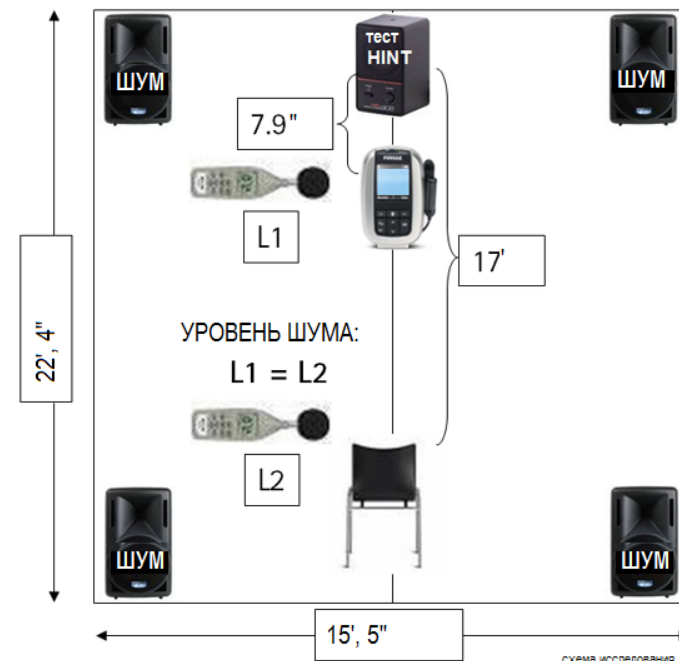 тест
HINT
ШУМ
ШУМ
7.9"
L1
17'
22', 4"
УРОВЕНЬ ШУМА:
L1 = L2
L2
ШУМ
ШУМ
15', 5"
схема исследования